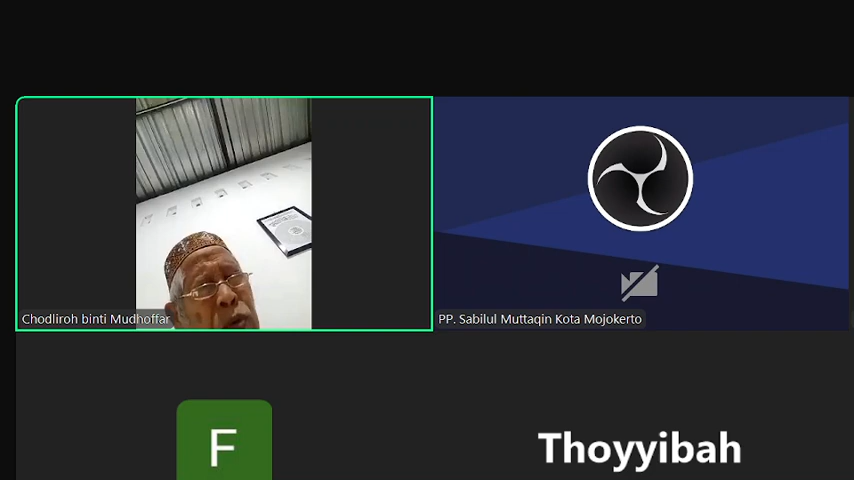 Chodliroh binti Mudhoffar
PP. Sabilul Muttaqin Kota Mojokerto
F
Thoyyibah